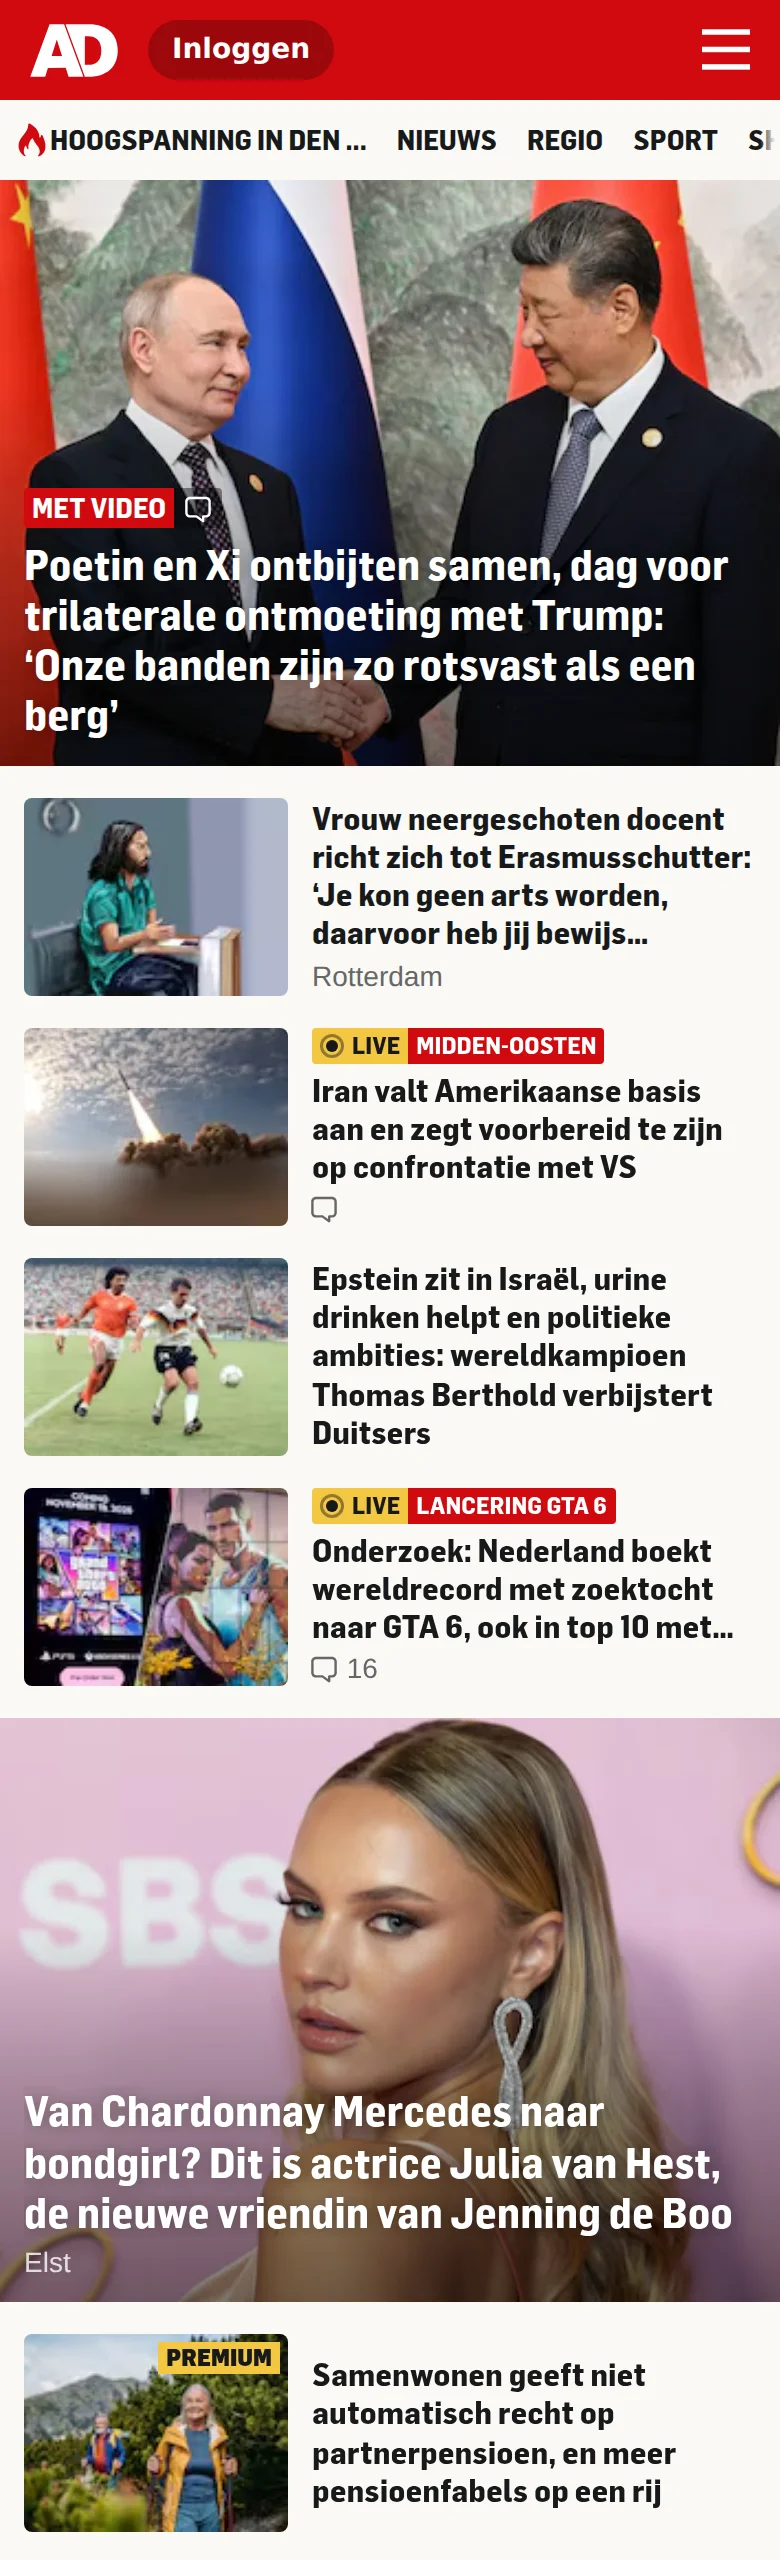 AD
Inloggen
HOOGSPANNING IN DEN ... NIEUWS REGIO SPORT
MET VIDEO
Poetin en Xi ontbijten samen, dag voor
trilaterale ontmoeting met Trump:
‘Onze banden zijn zo rotsvast als een
berg’
Vrouw neergeschoten docent
richt zich tot Erasmusschutter:
‘Je kon geen arts worden,
daarvoor heb jij bewijs...
Rotterdam
LIVE MIDDEN-OOSTEN
Iran valt Amerikaanse basis
aan en zegt voorbereid te zijn
op confrontatie met VS
Epstein zit in Israël, urine
drinken helpt en politieke
ambities: wereldkampioen
Thomas Berthold verbijstert
Duitsers
COMING
LIVE LANCERING GTA 6
Onderzoek: Nederland boekt
wereldrecord met zoektocht
naar GTA 6, ook in top 10 met...
16
SBS
Van Chardonnay Mercedes naar
bondgirl? Dit is actrice Julia van Hest,
de nieuwe vriendin van Jenning de Boo
Elst
PREMIUM
Samenwonen geeft niet
automatisch recht op
partnerpensioen, en meer
pensioenfabels op een rij